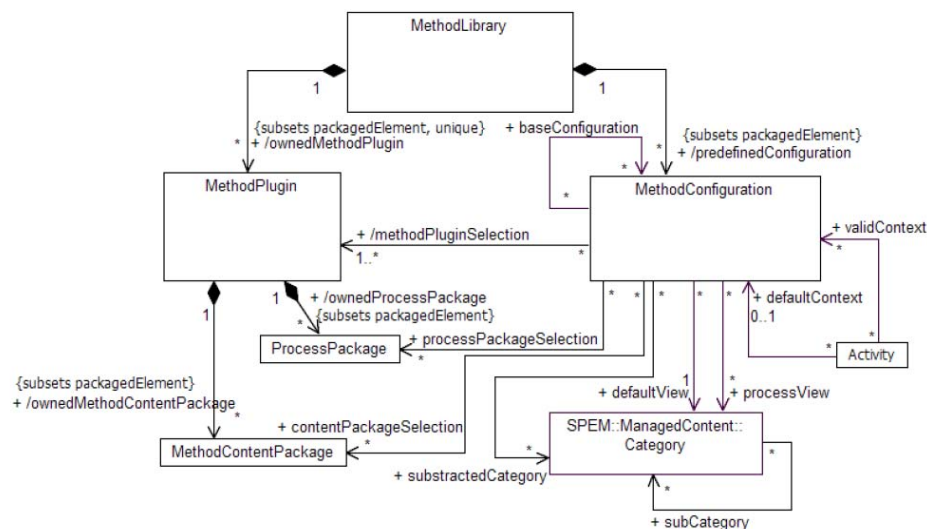 MethodLibrary
1
1
{subsets packagedElement, unique}
* + /ownedMethodPlugin
+ baseConfiguration
{subsets packagedElement}
* + /predefinedConfiguration
*
*
MethodPlugin
MethodConfiguration
+ /methodPluginSelection
1..*
*
+ validContext
*
1
1
+ /ownedProcessPackage
* {subsets packagedElement}
* * * * *
+ defaultContext
0..1
*
*
ProcessPackage
+ processPackageSelection
*
Activity
{subsets packagedElement}
+ /ownedMethodContentPackage
*
1
*
+ defaultView
+ processView
+ contentPackageSelection
*
SPEM::ManagedContent::
Category
MethodContentPackage
*
*
+ substractedCategory
*
+ subCategory